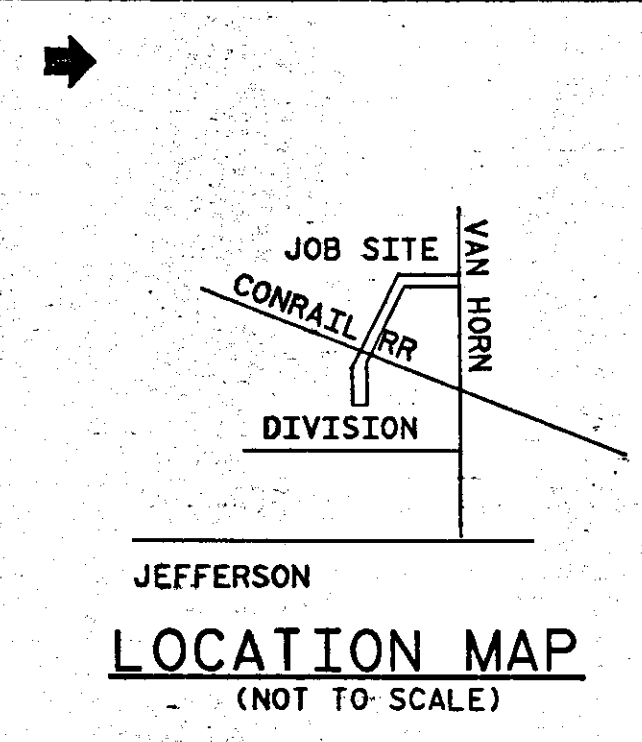 JOB SITE
VAN HORN
CONRAIL RR
DIVISION
JEFFERSON
LOCATION MAP
(NOT TO SCALE)